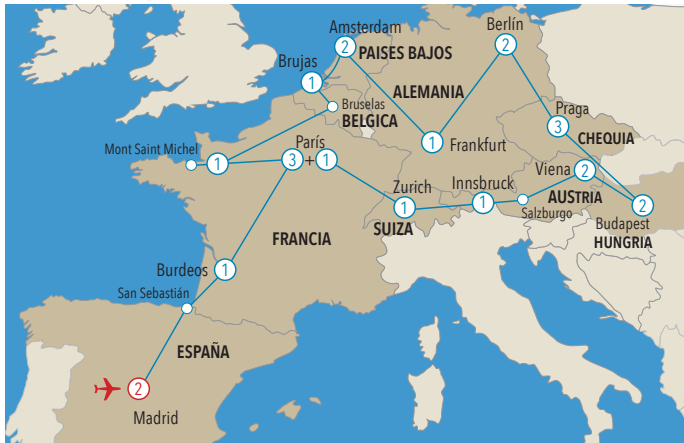 Amsterdam
2
PAISES BAJOS
Berlín
2
Brujas
1
ALEMANIA
Bruselas
BELGICA
Praga
3
CHEQUIA
1
Frankfurt
Mont Saint Michel
1
París
3+1
Viena
2
Zurich
1
Innsbruck
1
Salzburgo
AUSTRIA
2
Budapest
HUNGRIA
SUIZA
FRANCIA
Burdeos
1
San Sebastián
ESPAÑA
2
Madrid